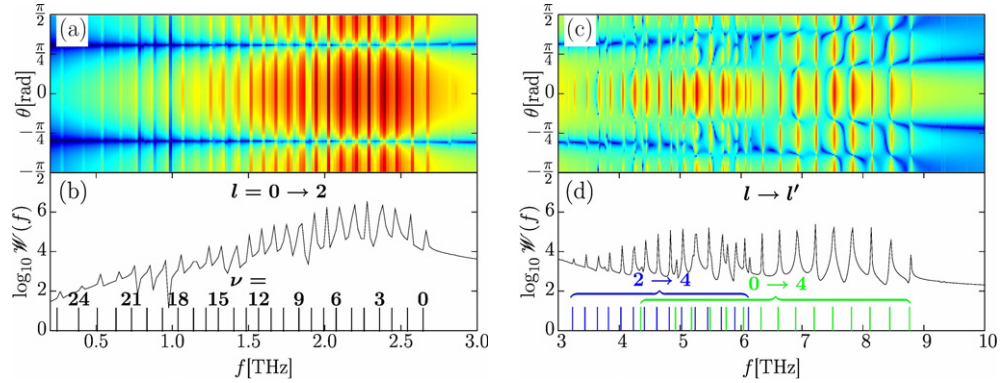 (a)
θ[rad]
π/2
π/4
0
−π/4
−π/2
(b)
l = 0 → 2
log₁₀ 𝒲(f)
6
4
2
0
ν =
24 21 18 15 12 9 6 3 0
0.5 1.0 1.5 2.0 2.5 3.0
f[THz]
(c)
θ[rad]
π/2
π/4
0
−π/4
−π/2
(d)
l → l′
log₁₀ 𝒲(f)
6
4
2
0
2 → 4
0 → 4
3 4 5 6 7 8 9 10
f[THz]